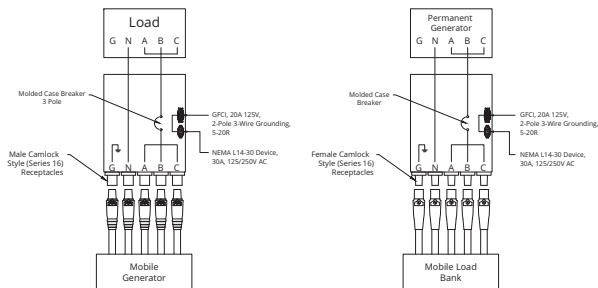 Load
G N A B C
Molded Case Breaker
3 Pole
GFCI, 20A 125V,
2-Pole 3-Wire Grounding,
5-20R
NEMA L14-30 Device,
30A, 125/250V AC
Male Camlock
Style (Series 16)
Receptacles
G N A B C
Mobile
Generator
Permanent
Generator
G N A B C
Molded Case
Breaker
GFCI, 20A 125V,
2-Pole 3-Wire Grounding,
5-20R
NEMA L14-30 Device,
30A, 125/250V AC
Female Camlock
Style (Series 16)
Receptacles
G N A B C
Mobile Load
Bank